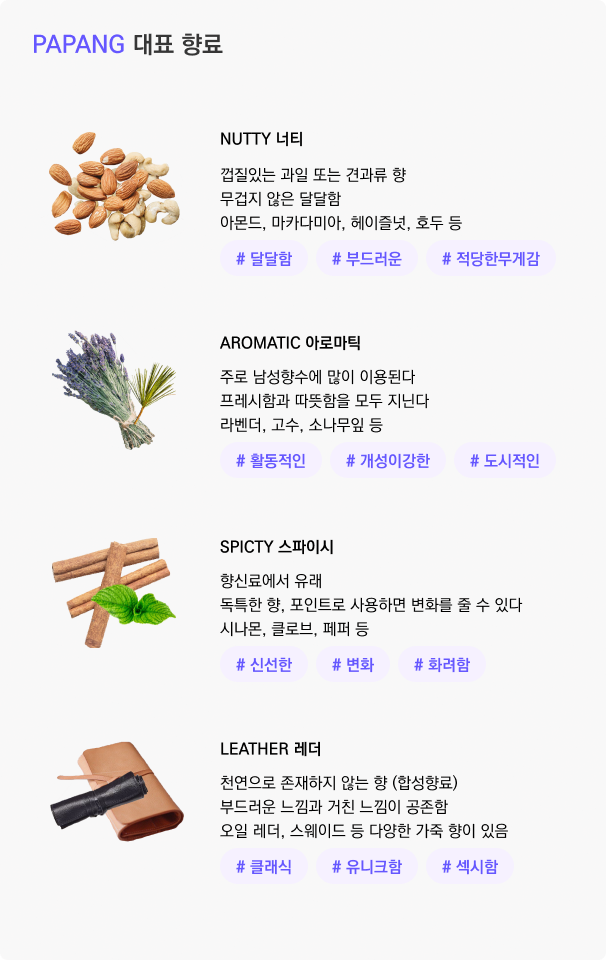 PAPANG 대표 향료
NUTTY 너티
껍질있는 과일 또는 견과류 향
무겁지 않은 달달함
아몬드, 마카다미아, 헤이즐넛, 호두 등
# 달달함 # 부드러운 # 적당한무게감
AROMATIC 아로마틱
주로 남성향수에 많이 이용된다
프레시함과 따뜻함을 모두 지닌다
라벤더, 고수, 소나무잎 등
# 활동적인 # 개성이강한 # 도시적인
SPICTY 스파이시
향신료에서 유래
독특한 향, 포인트로 사용하면 변화를 줄 수 있다
시나몬, 클로브, 페퍼 등
# 신선한 # 변화 # 화려함
LEATHER 레더
천연으로 존재하지 않는 향 (합성향료)
부드러운 느낌과 거친 느낌이 공존함
오일 레더, 스웨이드 등 다양한 가죽 향이 있음
# 클래식 # 유니크함 # 섹시함